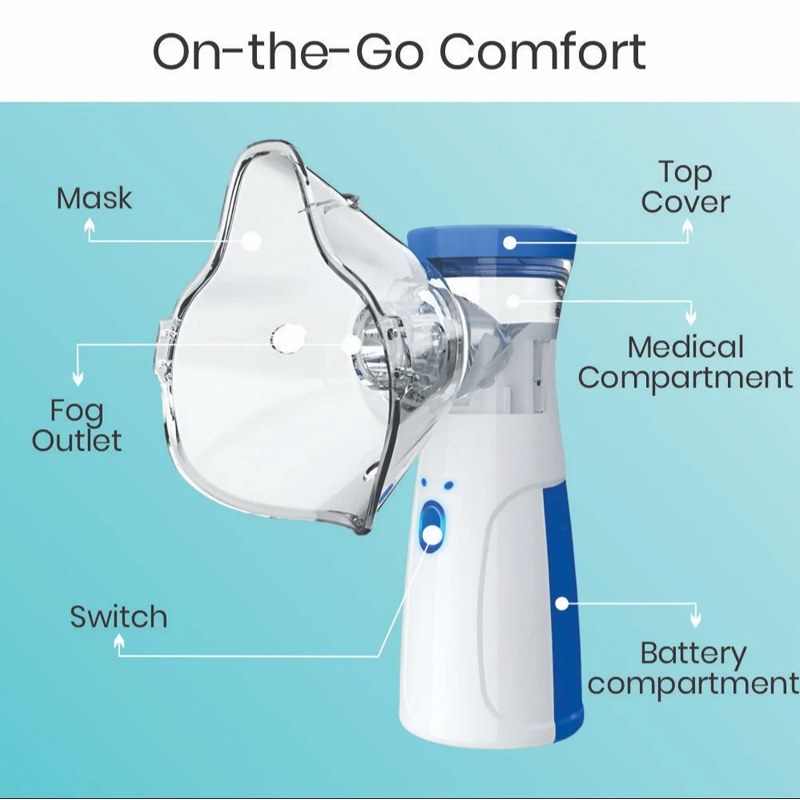 On-the-Go Comfort
Mask
Top
Cover
Medical
Compartment
Fog
Outlet
Switch
Battery
compartment